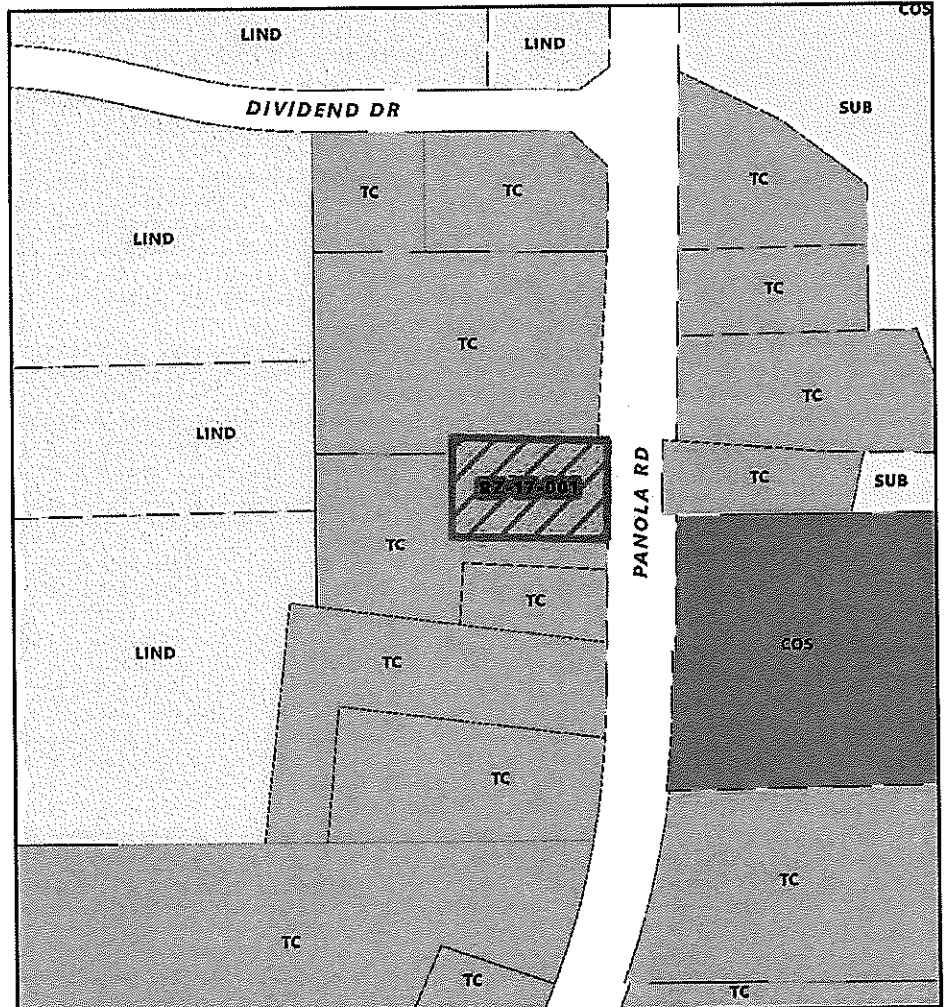 COS
LIND
LIND
DIVIDEND DR
SUB
TC
TC
TC
LIND
TC
TC
TC
LIND
PANOLA RD
TC
SUB
RZ-17-001
TC
TC
LIND
TC
COS
TC
TC
TC
TC
TC